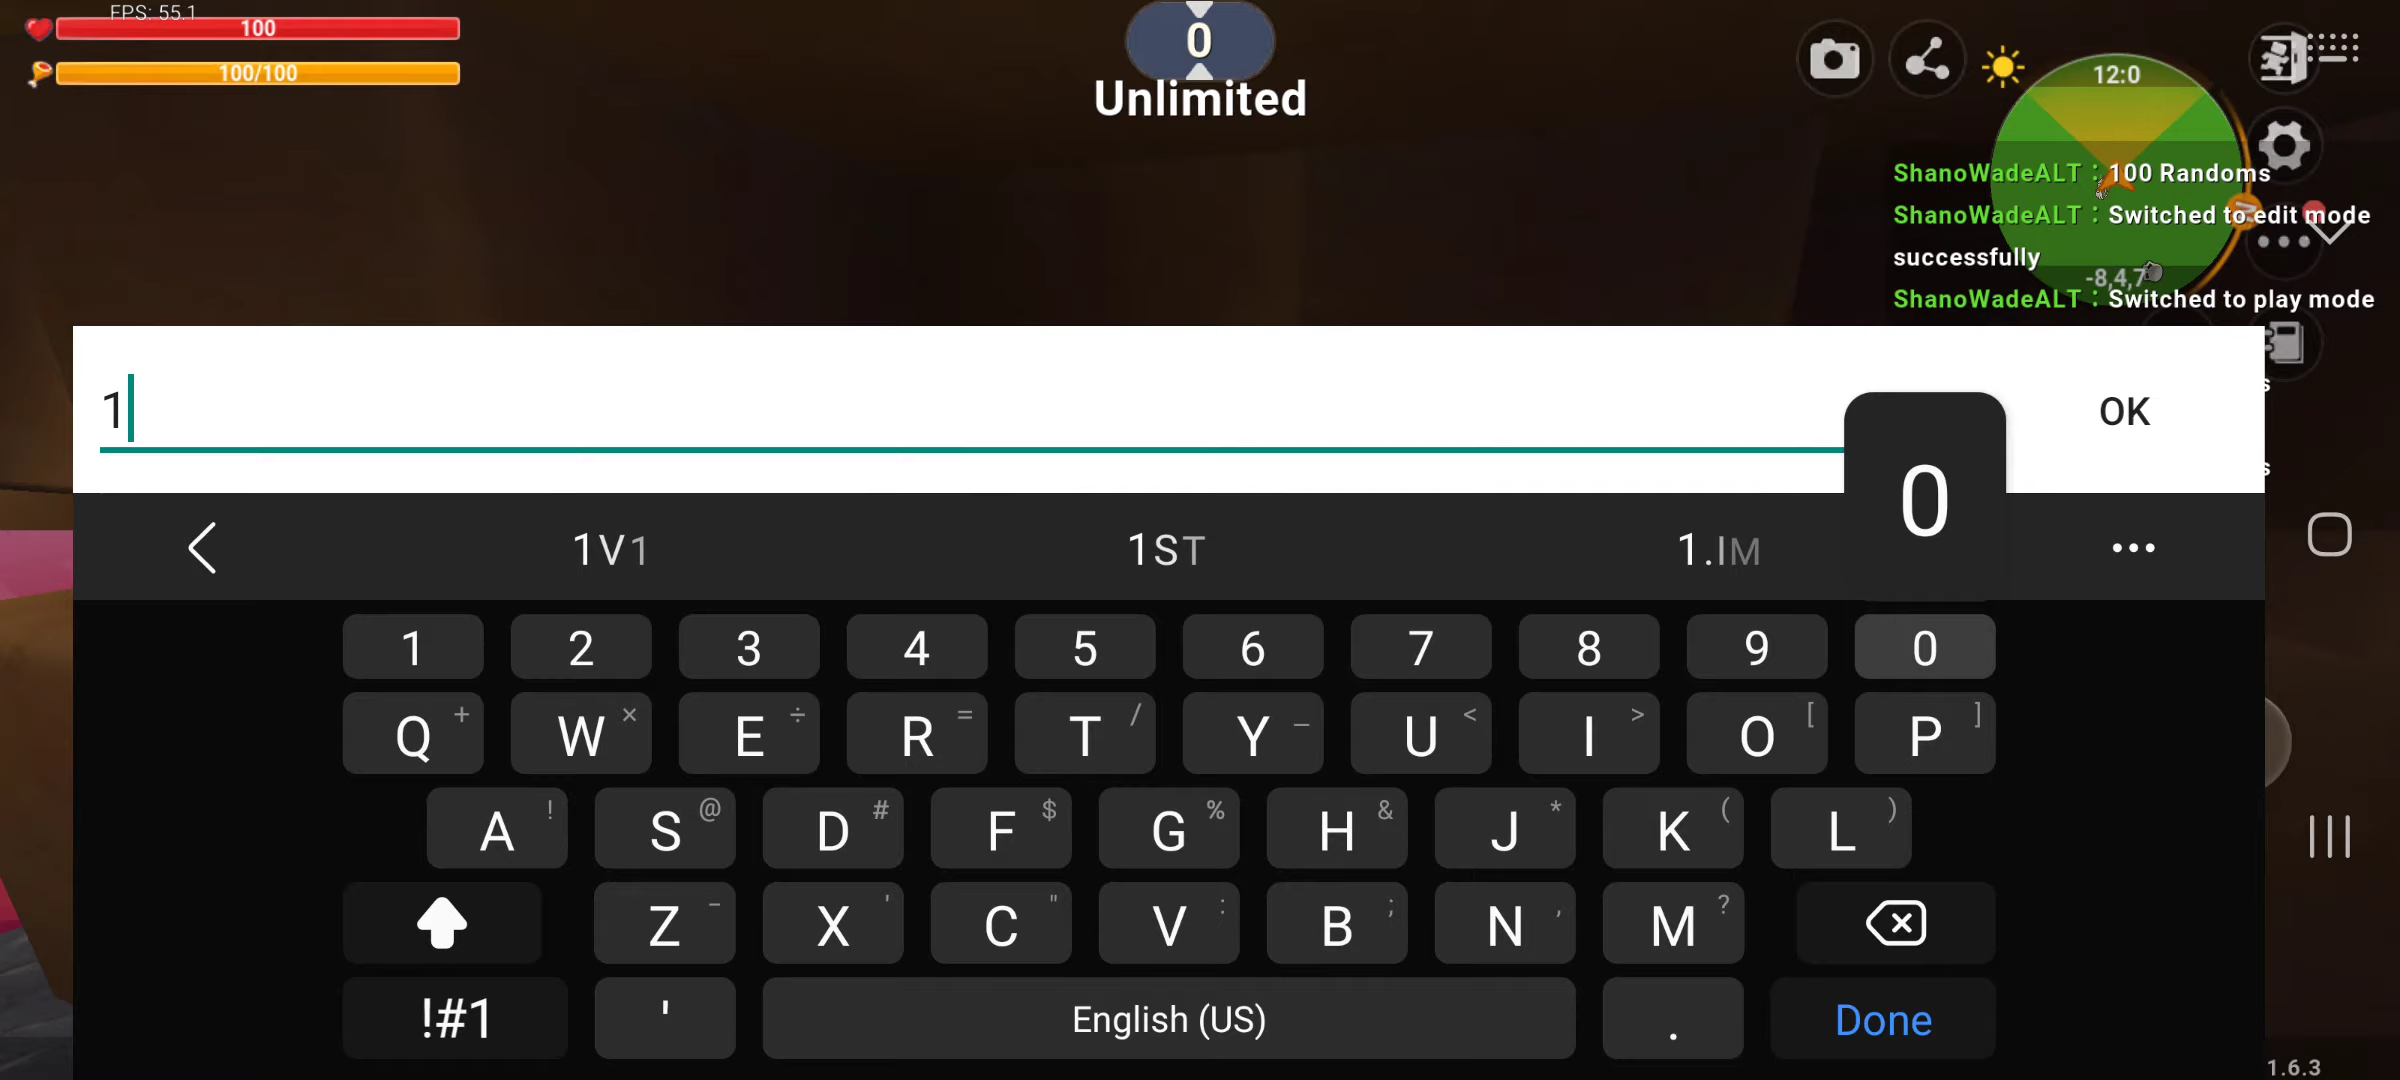 FPS: 55.1
100
100/100
0
Unlimited
12:0
ShanoWadeALT : 100 Randoms
ShanoWadeALT : Switched to edit mode
successfully
-8,4,7
ShanoWadeALT : Switched to play mode
1
OK
0
1V1
1ST
1.IM
1 2 3 4 5 6 7 8 9 0
Q + W × E ÷ R = T / Y _ U < I > O [ P ]
A ! S @ D # F $ G % H & J * K ( L )
Z - X ' C " V : B ; N , M ?
!#1 ' English (US) . Done
1.6.3